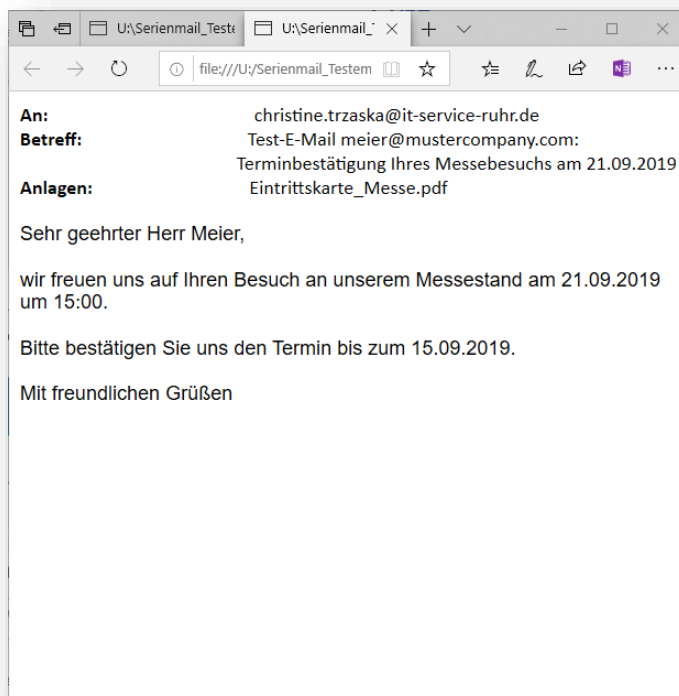 U:\Serienmail_Teste
U:\Serienmail_
file:///U:/Serienmail_Testem
An: christine.trzaska@it-service-ruhr.de
Betreff: Test-E-Mail meier@mustercompany.com:
Terminbestätigung Ihres Messebesuchs am 21.09.2019
Anlagen: Eintrittskarte_Messe.pdf
Sehr geehrter Herr Meier,
wir freuen uns auf Ihren Besuch an unserem Messestand am 21.09.2019
um 15:00.
Bitte bestätigen Sie uns den Termin bis zum 15.09.2019.
Mit freundlichen Grüßen